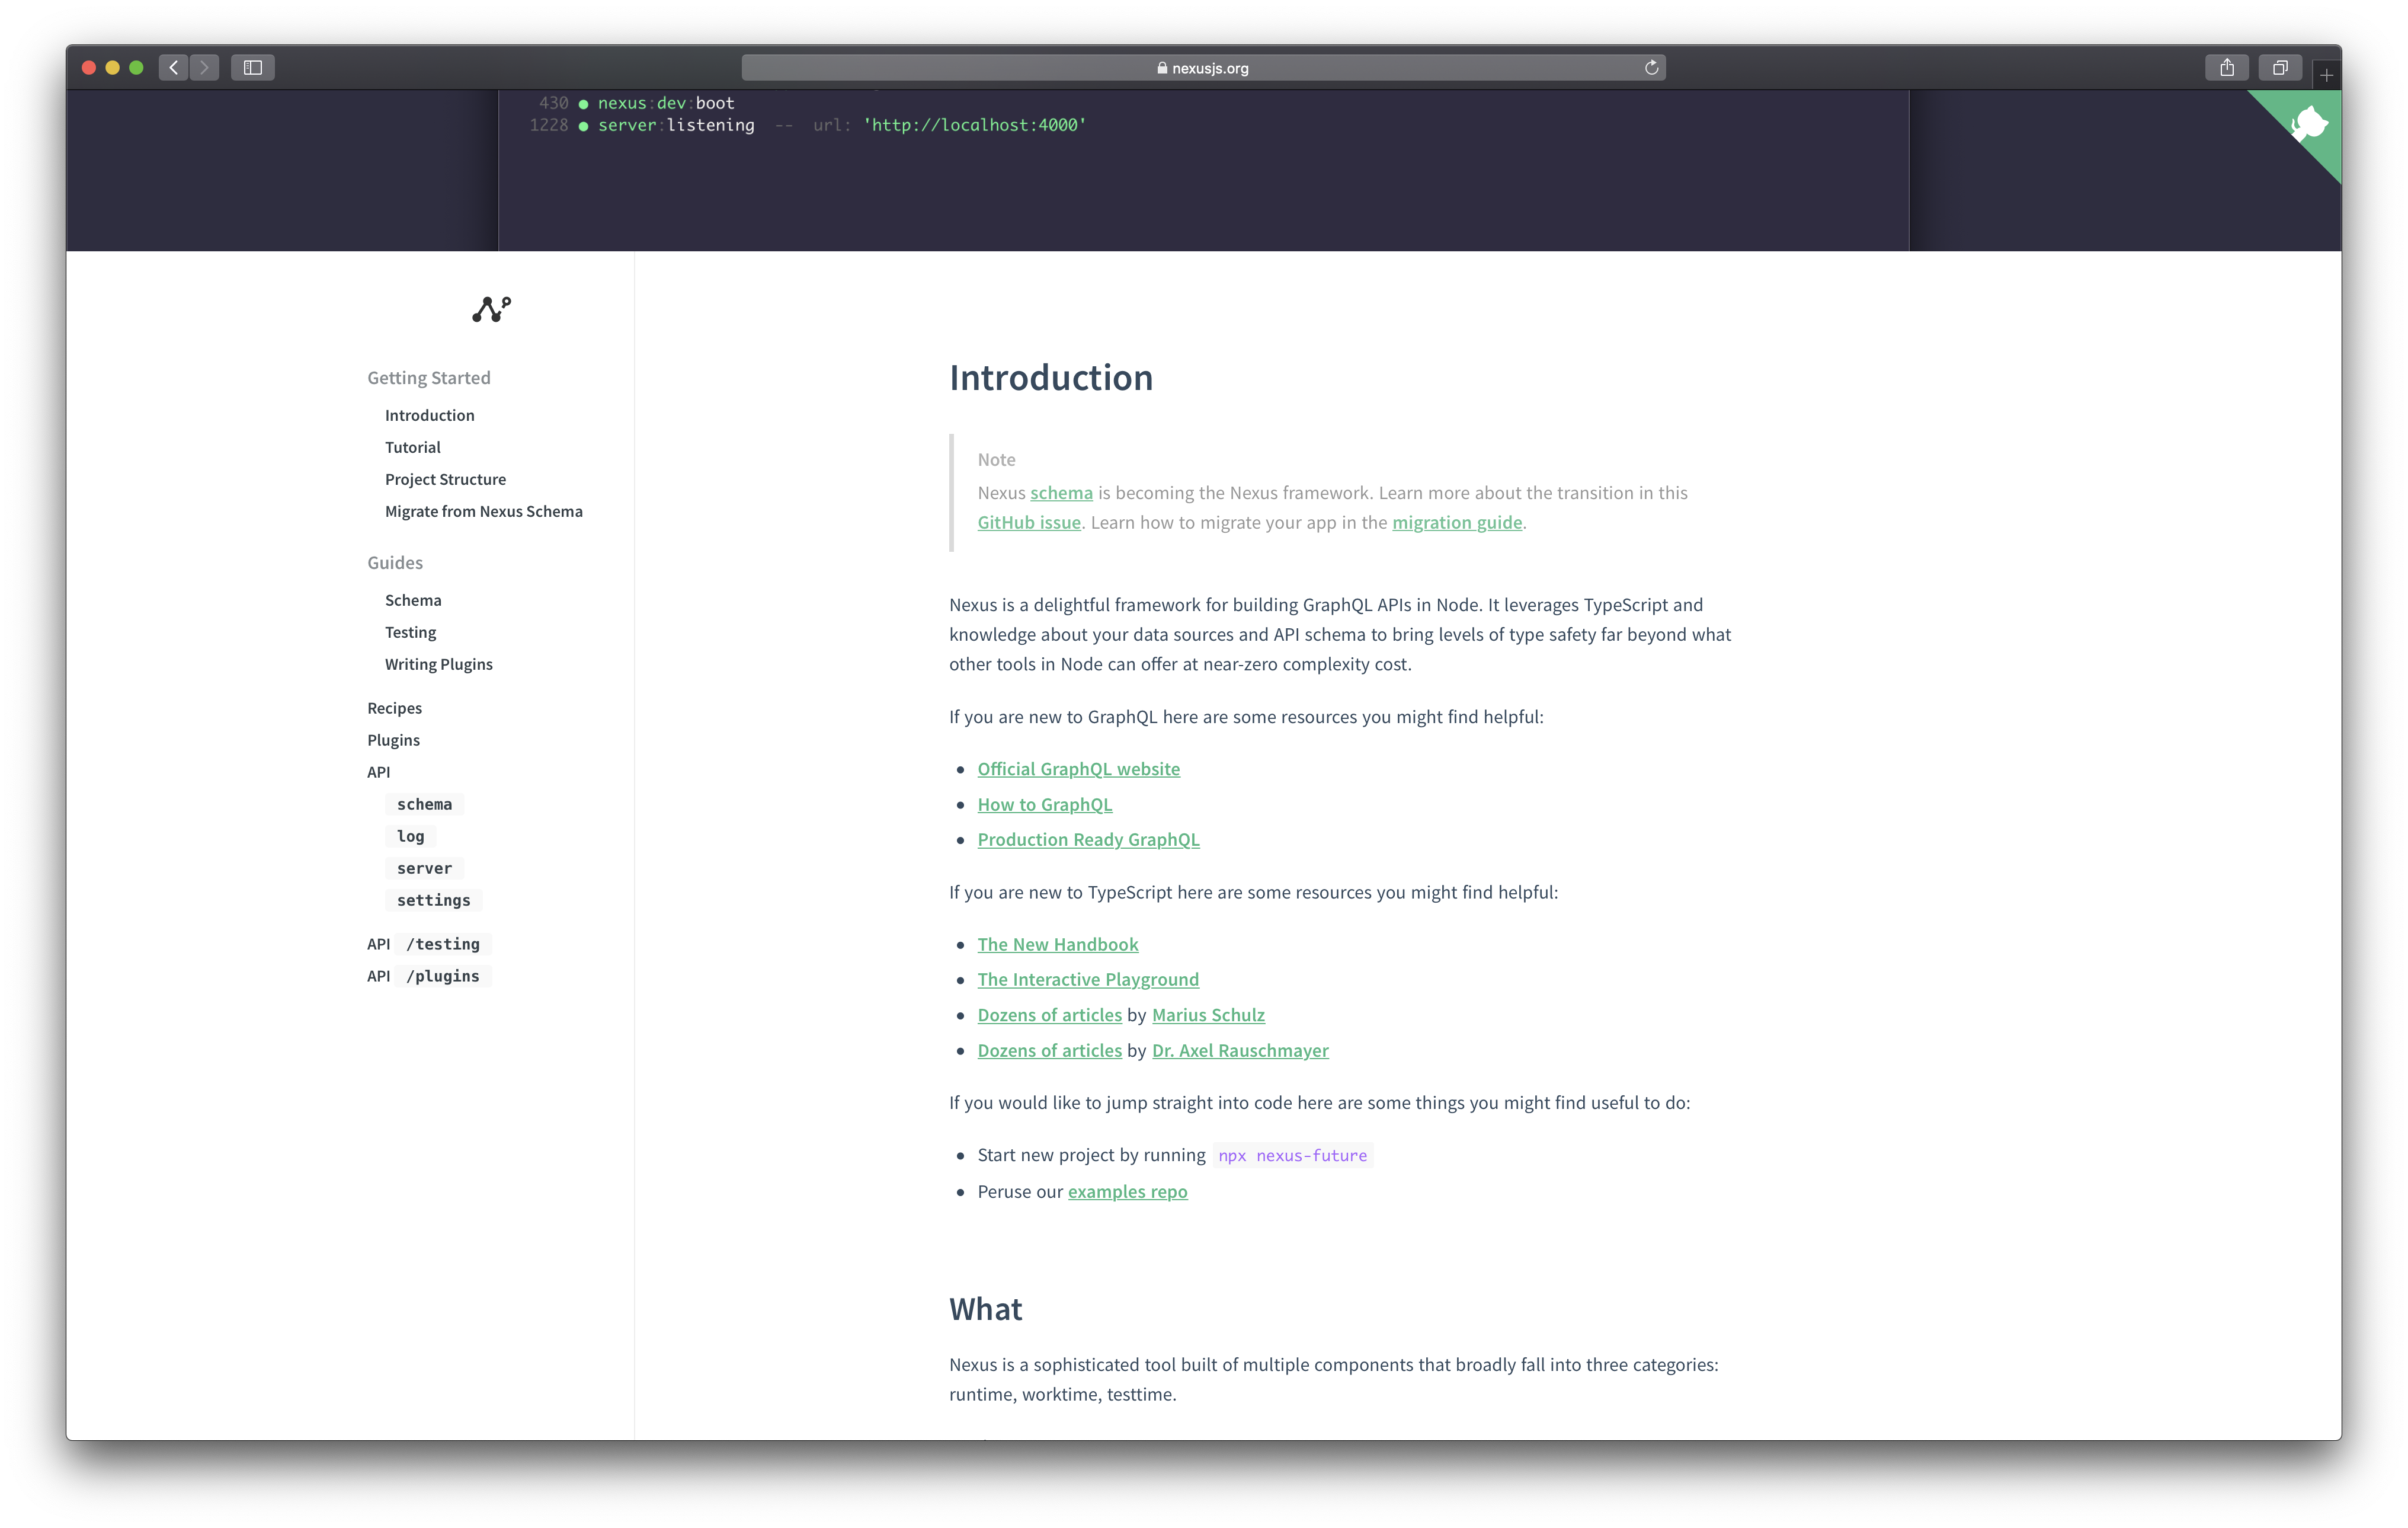 nexusjs.org
430 ● nexus:dev:boot
1228 ● server:listening -- url: 'http://localhost:4000'
Getting Started
Introduction
Tutorial
Project Structure
Migrate from Nexus Schema
Guides
Schema
Testing
Writing Plugins
Recipes
Plugins
API
schema
log
server
settings
API /testing
API /plugins
Introduction
Note
Nexus schema is becoming the Nexus framework. Learn more about the transition in this
GitHub issue. Learn how to migrate your app in the migration guide.
Nexus is a delightful framework for building GraphQL APIs in Node. It leverages TypeScript and
knowledge about your data sources and API schema to bring levels of type safety far beyond what
other tools in Node can offer at near-zero complexity cost.
If you are new to GraphQL here are some resources you might find helpful:
• Official GraphQL website
• How to GraphQL
• Production Ready GraphQL
If you are new to TypeScript here are some resources you might find helpful:
• The New Handbook
• The Interactive Playground
• Dozens of articles by Marius Schulz
• Dozens of articles by Dr. Axel Rauschmayer
If you would like to jump straight into code here are some things you might find useful to do:
• Start new project by running npx nexus-future
• Peruse our examples repo
What
Nexus is a sophisticated tool built of multiple components that broadly fall into three categories:
runtime, worktime, testtime.